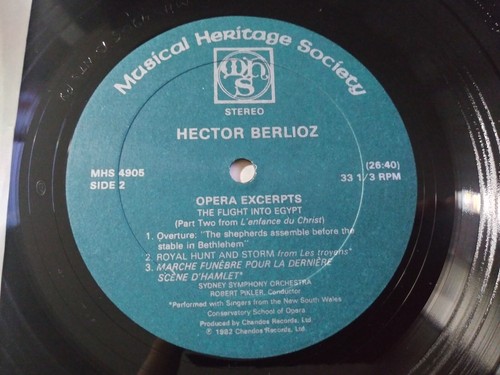 Musical Heritage Society
MHS
STEREO
HECTOR BERLIOZ
MHS 4905
SIDE 2
(26:40)
33 1/3 RPM
OPERA EXCERPTS
THE FLIGHT INTO EGYPT
(Part Two from L'enfance du Christ)
1. Overture: "The shepherds assemble before the
stable in Bethlehem"
2. ROYAL HUNT AND STORM from Les troyens*
3. MARCHE FUNÈBRE POUR LA DERNIÈRE
SCÈNE D'HAMLET*
SYDNEY SYMPHONY ORCHESTRA
ROBERT PIKLER, Conductor
*Performed with Singers from the New South Wales
Conservatory School of Opera
Produced by Chandos Records, Ltd.
℗ 1982 Chandos Records, Ltd.